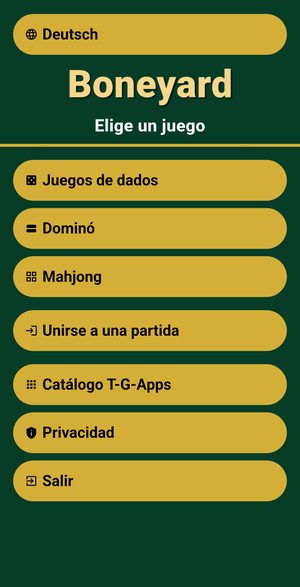 Deutsch
Boneyard
Elige un juego
Juegos de dados
Dominó
Mahjong
Unirse a una partida
Catálogo T-G-Apps
Privacidad
Salir